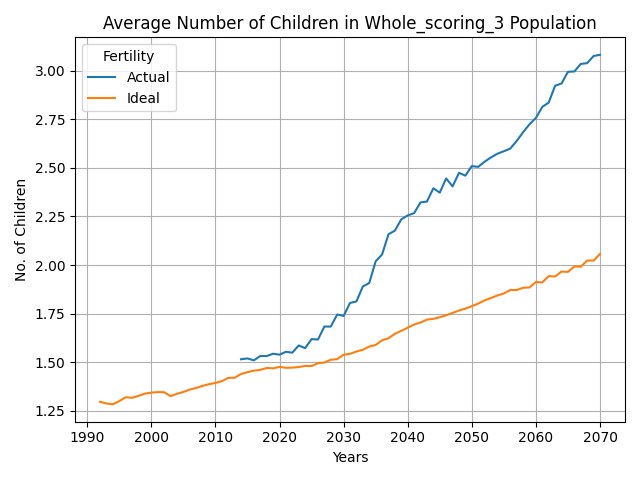 Average Number of Children in Whole_scoring_3 Population
Fertility
Actual
Ideal
No. of Children
3.00
2.75
2.50
2.25
2.00
1.75
1.50
1.25
1990 2000 2010 2020 2030 2040 2050 2060 2070
Years